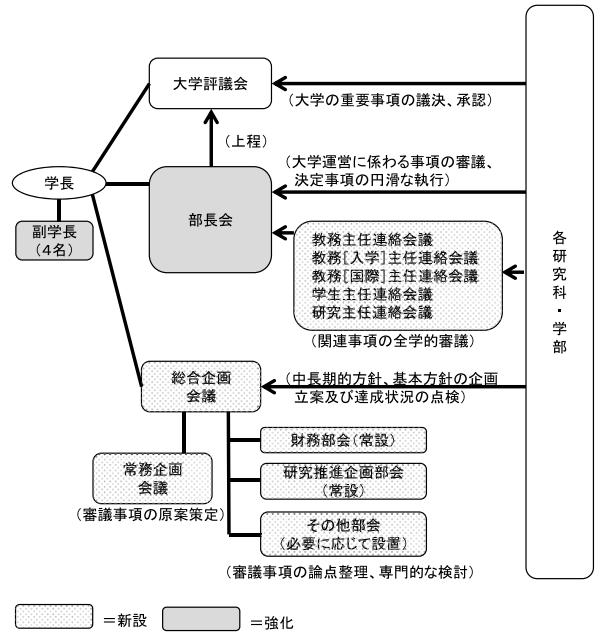 大学評議会
(大学の重要事項の議決、承認)
(上程)
(大学運営に係わる事項の審議、
決定事項の円滑な執行)
学長
部長会
副学長
(4名)
教務主任連絡会議
教務[入学]主任連絡会議
教務[国際]主任連絡会議
学生主任連絡会議
研究主任連絡会議
(関連事項の全学的審議)
各研究科・学部
総合企画
会議
(中長期的方針、基本方針の企画
立案及び達成状況の点検)
財務部会(常設)
常務企画
会議
(審議事項の原案策定)
研究推進企画部会
(常設)
その他部会
(必要に応じて設置)
(審議事項の論点整理、専門的な検討)
=新設
=強化